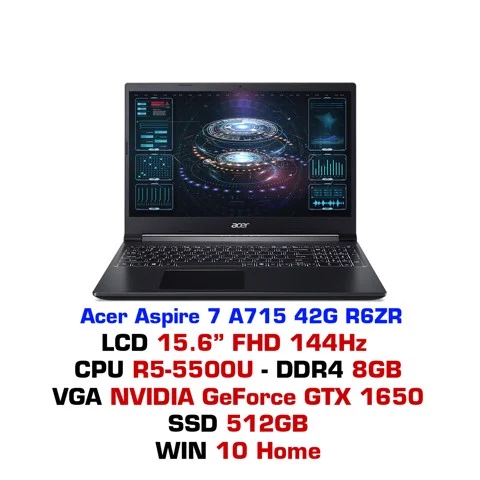 acer
Acer Aspire 7 A715 42G R6ZR
LCD 15.6” FHD 144Hz
CPU R5-5500U - DDR4 8GB
VGA NVIDIA GeForce GTX 1650
SSD 512GB
WIN 10 Home